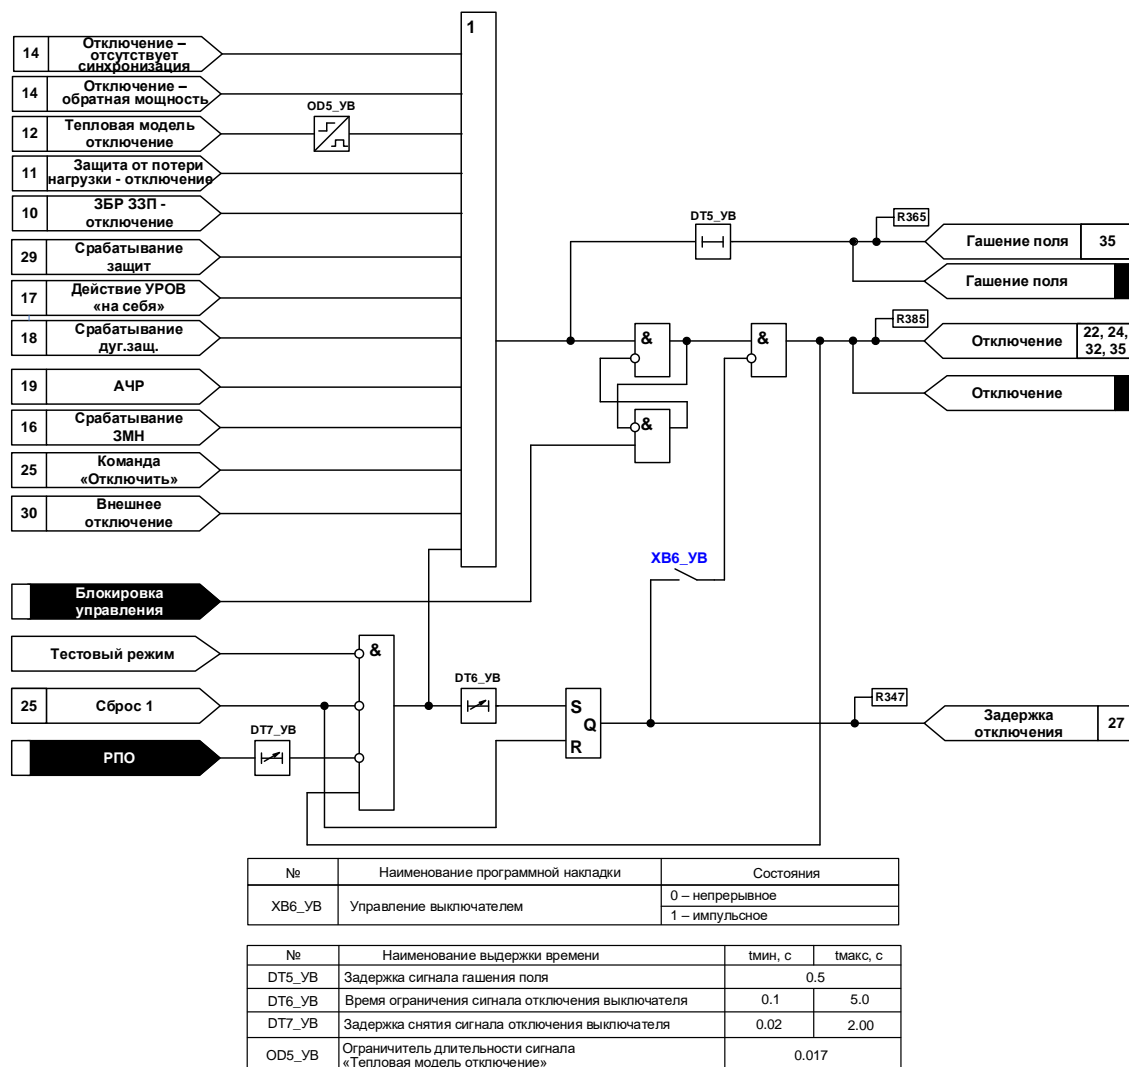 1
14
Отключение –
отсутствует
синхронизация
14
Отключение –
обратная мощность
OD5_УВ
12
Тепловая модель
отключение
11
Защита от потери
нагрузки - отключение
10
ЗБР ЗЗП -
отключение
29
Срабатывание
защит
17
Действие УРОВ
«на себя»
18
Срабатывание
дуг.защ.
19
АЧР
16
Срабатывание
ЗМН
25
Команда
«Отключить»
30
Внешнее
отключение
DT5_УВ
R365
Гашение поля
35
Гашение поля
&
&
R385
Отключение
22, 24,
32, 35
Отключение
&
XB6_УВ
Блокировка
управления
Тестовый режим
&
25
Сброс 1
DT6_УВ
S
Q
R
R347
Задержка
отключения
27
DT7_УВ
РПО
№ Наименование программной накладки Состояния
XB6_УВ Управление выключателем 0 – непрерывное
1 – импульсное
№ Наименование выдержки времени tмин, с tмакс, с
DT5_УВ Задержка сигнала гашения поля 0.5
DT6_УВ Время ограничения сигнала отключения выключателя 0.1 5.0
DT7_УВ Задержка снятия сигнала отключения выключателя 0.02 2.00
OD5_УВ Ограничитель длительности сигнала
«Тепловая модель отключение» 0.017